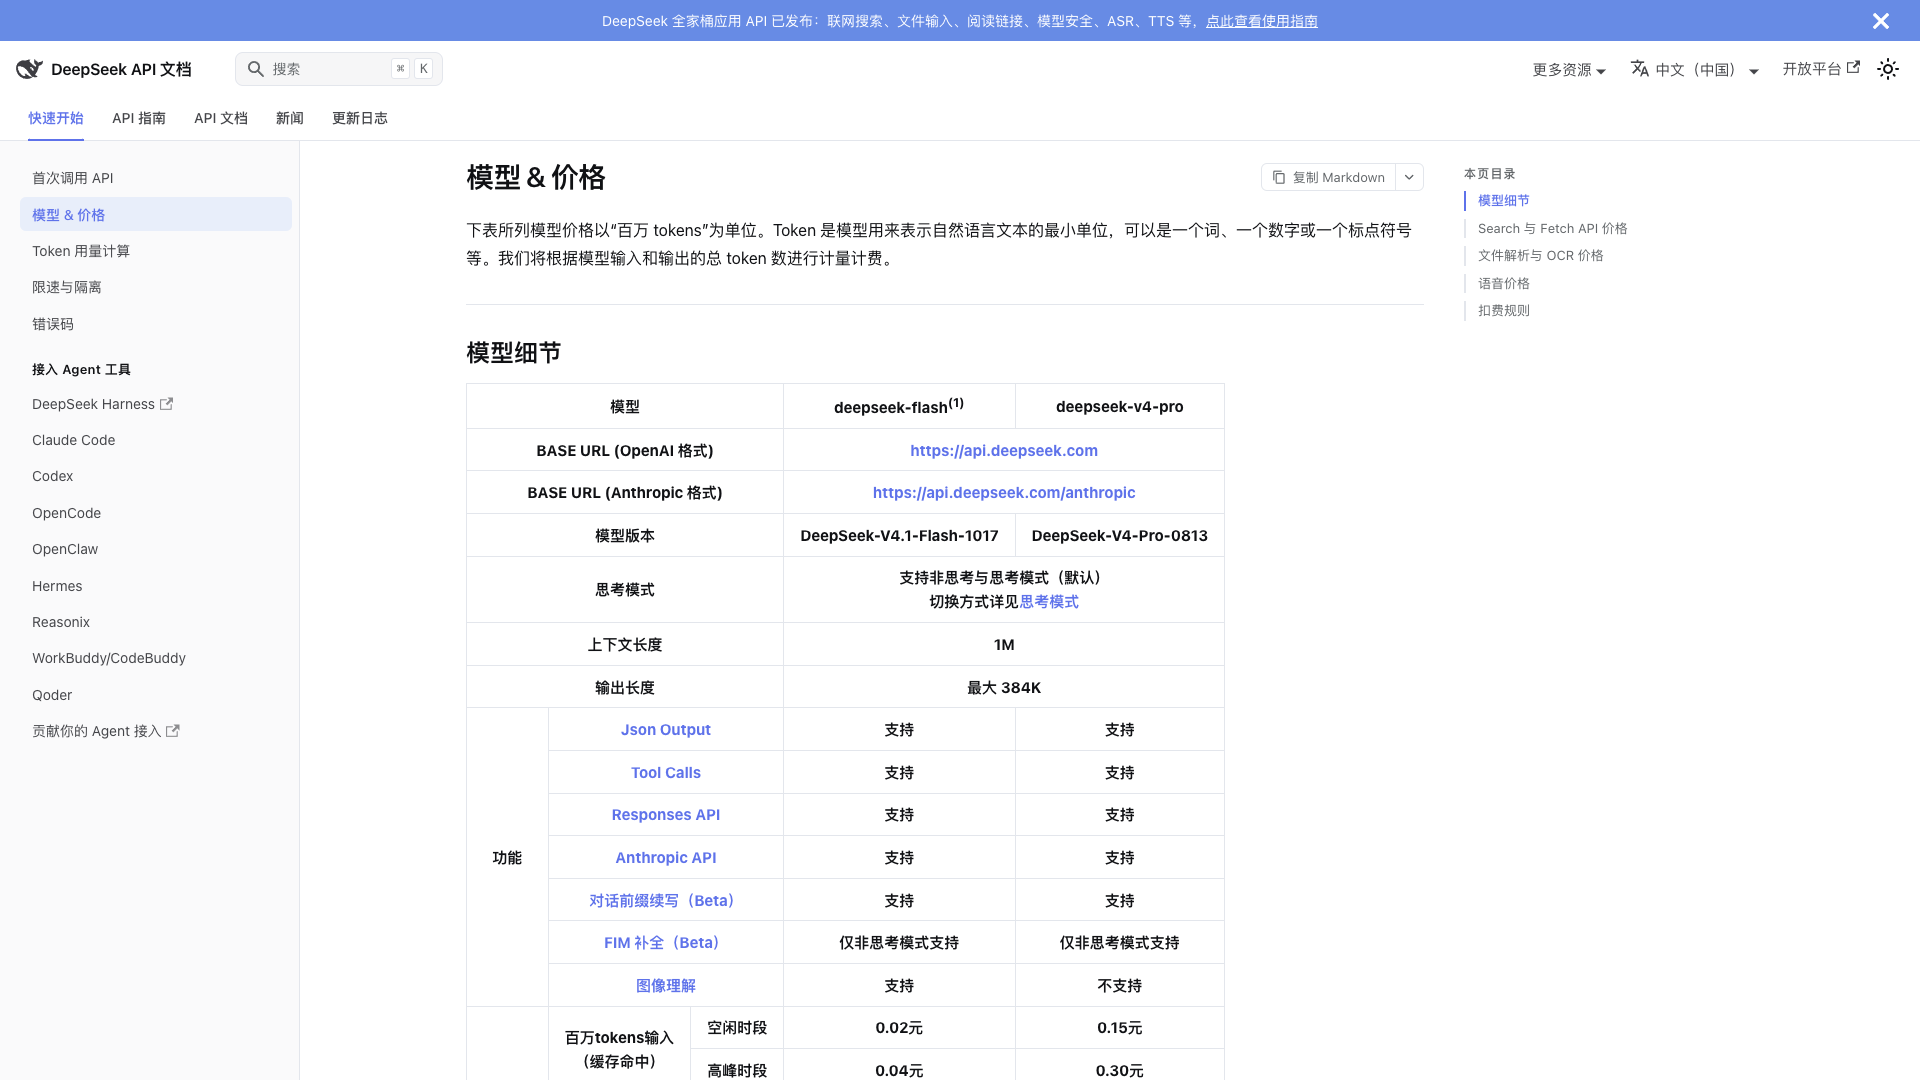 DeepSeek 全家桶应用 API 已发布：联网搜索、文件输入、阅读链接、模型安全、ASR、TTS 等，点此查看使用指南
DeepSeek API 文档
搜索
⌘ K
更多资源
中文（中国）
开放平台
快速开始
API 指南
API 文档
新闻
更新日志
首次调用 API
模型 & 价格
Token 用量计算
限速与隔离
错误码
接入 Agent 工具
DeepSeek Harness
Claude Code
Codex
OpenCode
OpenClaw
Hermes
Reasonix
WorkBuddy/CodeBuddy
Qoder
贡献你的 Agent 接入
模型 & 价格
复制 Markdown
下表所列模型价格以“百万 tokens”为单位。Token 是模型用来表示自然语言文本的最小单位，可以是一个词、一个数字或一个标点符号
等。我们将根据模型输入和输出的总 token 数进行计量计费。
模型细节
模型 deepseek-flash(1) deepseek-v4-pro
BASE URL (OpenAI 格式) https://api.deepseek.com
BASE URL (Anthropic 格式) https://api.deepseek.com/anthropic
模型版本 DeepSeek-V4.1-Flash-1017 DeepSeek-V4-Pro-0813
思考模式 支持非思考与思考模式（默认）
切换方式详见思考模式
上下文长度 1M
输出长度 最大 384K
功能
Json Output 支持 支持
Tool Calls 支持 支持
Responses API 支持 支持
Anthropic API 支持 支持
对话前缀续写（Beta） 支持 支持
FIM 补全（Beta） 仅非思考模式支持 仅非思考模式支持
图像理解 支持 不支持
百万tokens输入
（缓存命中）
空闲时段 0.02元 0.15元
高峰时段 0.04元 0.30元
本页目录
模型细节
Search 与 Fetch API 价格
文件解析与 OCR 价格
语音价格
扣费规则